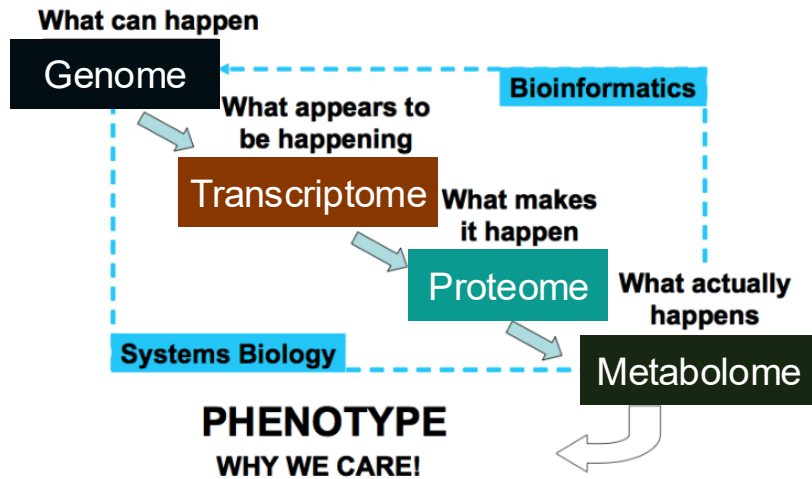 What can happen
Genome
Bioinformatics
What appears to
be happening
Transcriptome
What makes
it happen
Proteome
What actually
happens
Systems Biology
Metabolome
PHENOTYPE
WHY WE CARE!